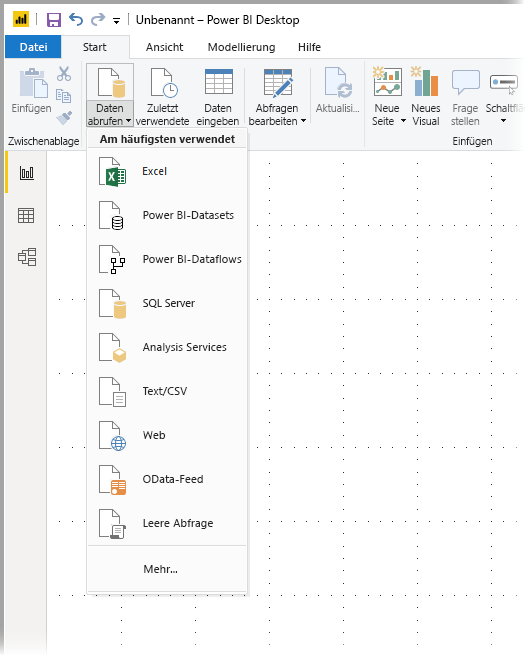 Unbenannt – Power BI Desktop
Datei Start Ansicht Modellierung Hilfe
Einfügen
Daten abrufen
Zuletzt verwendete
Daten eingeben
Abfragen bearbeiten
Aktualisi...
Neue Seite
Neues Visual
Frage stellen
Zwischenablage
Einfügen
Am häufigsten verwendet
Excel
Power BI-Datasets
Power BI-Dataflows
SQL Server
Analysis Services
Text/CSV
Web
OData-Feed
Leere Abfrage
Mehr...